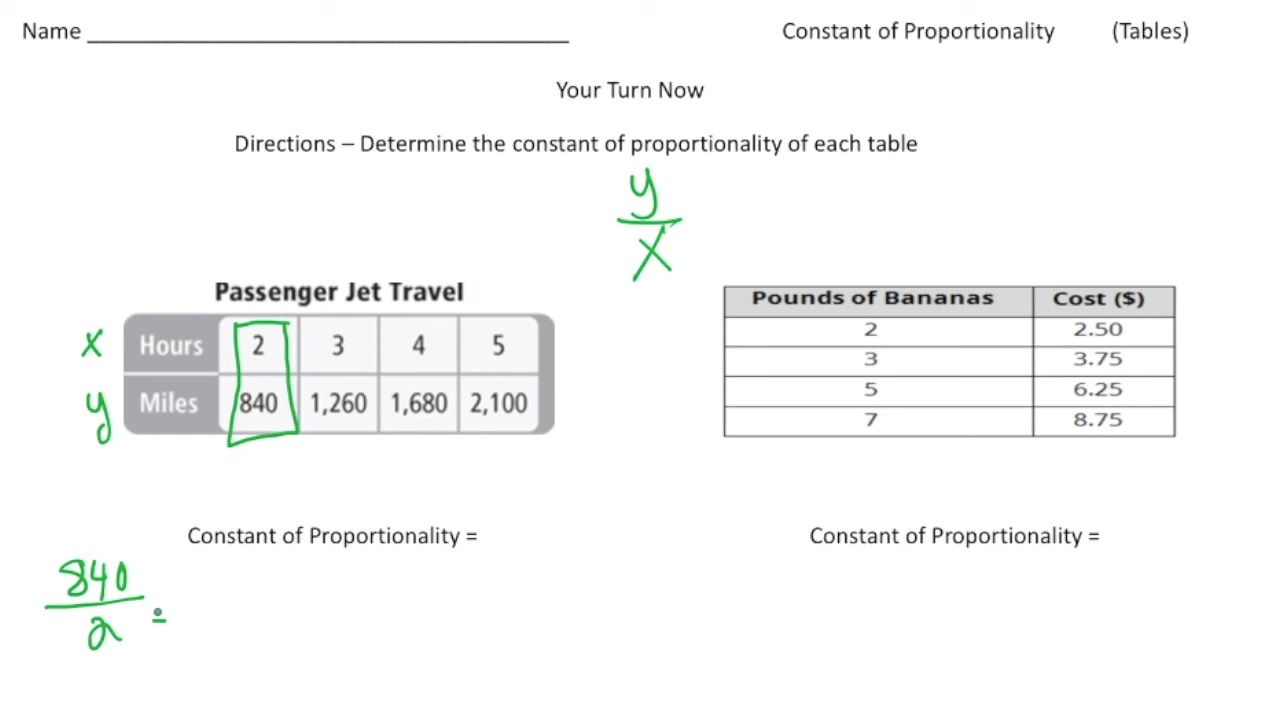 Name ________________________________________ Constant of Proportionality (Tables)
Your Turn Now
Directions – Determine the constant of proportionality of each table
y
x
Passenger Jet Travel
x Hours 2 3 4 5
y Miles 840 1,260 1,680 2,100
Pounds of Bananas Cost ($)
2 2.50
3 3.75
5 6.25
7 8.75
Constant of Proportionality =
840
2 =
Constant of Proportionality =